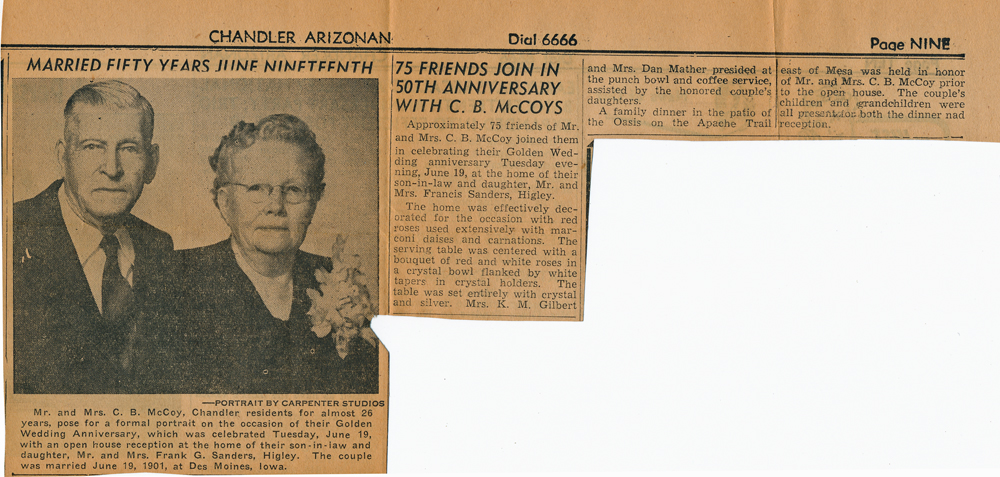 CHANDLER ARIZONAN
Dial 6666
Page NINE
MARRIED FIFTY YEARS JUNE NINETEENTH
—PORTRAIT BY CARPENTER STUDIOS
Mr. and Mrs. C. B. McCoy, Chandler residents for almost 26
years, pose for a formal portrait on the occasion of their Golden
Wedding Anniversary, which was celebrated Tuesday, June 19,
with an open house reception at the home of their son-in-law and
daughter, Mr. and Mrs. Frank G. Sanders, Higley. The couple
was married June 19, 1901, at Des Moines, Iowa.
75 FRIENDS JOIN IN
50TH ANNIVERSARY
WITH C. B. McCOYS
Approximately 75 friends of Mr.
and Mrs. C. B. McCoy joined them
in celebrating their Golden Wed-
ding anniversary Tuesday eve-
ning, June 19, at the home of their
son-in-law and daughter, Mr. and
Mrs. Francis Sanders, Higley.
The home was effectively dec-
orated for the occasion with red
roses used extensively with mar-
coni daises and carnations. The
serving table was centered with a
bouquet of red and white roses in
a crystal bowl flanked by white
tapers in crystal holders. The
table was set entirely with crystal
and silver. Mrs. K. M. Gilbert
and Mrs. Dan Mather presided at
the punch bowl and coffee service,
assisted by the honored couple's
daughters.
A family dinner in the patio of
the Oasis on the Apache Trail
east of Mesa was held in honor
of Mr. and Mrs. C. B. McCoy prior
to the open house. The couple's
children and grandchildren were
all present for both the dinner nad
reception.